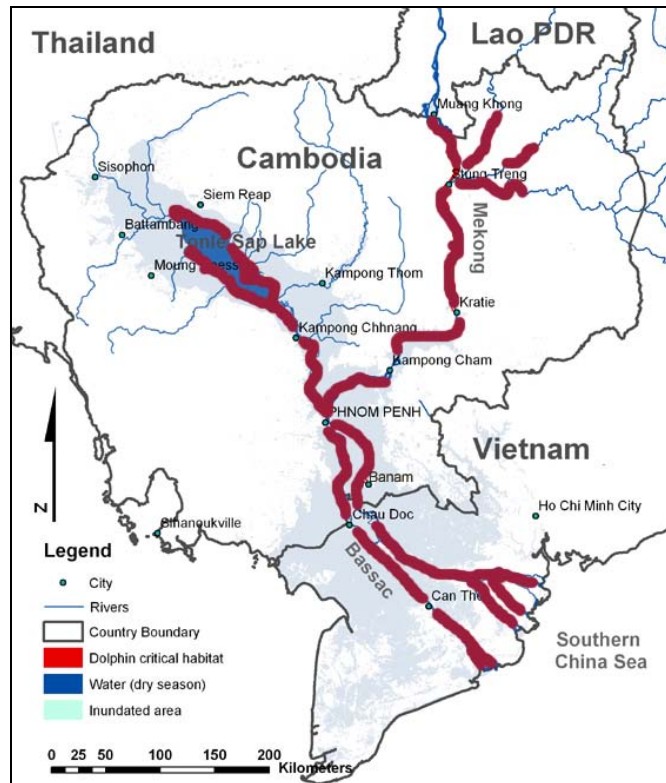 Thailand
Lao PDR
Muang Khong
Cambodia
Sisophon
Siem Reap
Stung Treng
Mekong
Battambang
Tonle Sap Lake
Moung
Kampong Thom
Kratie
Kampong Chhnang
Kampong Cham
PHNOM PENH
Vietnam
Banam
Ho Chi Minh City
Chau Doc
Sihanoukville
N
Bassac
Can Tho
Southern
China Sea
Legend
City
Rivers
Country Boundary
Dolphin critical habitat
Water (dry season)
Inundated area
0 25 50 100 150 200
Kilometers